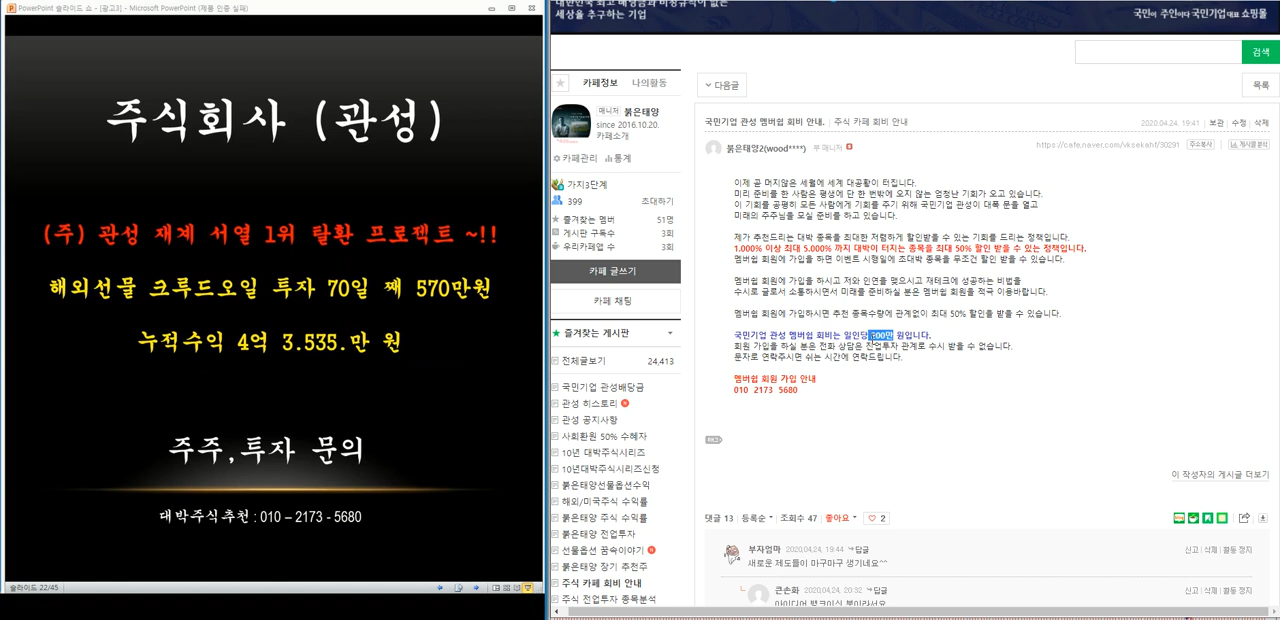 PowerPoint 슬라이드 쇼 - [광고3] - Microsoft PowerPoint (제품 인증 실패)
주식회사 (관성)
(주) 관성 재계 서열 1위 탈환 프로젝트 ~!!
해외선물 크루드오일 투자 70일 째 570만원
누적수익 4억 3.535.만 원
주주,투자 문의
대박주식추천 : 010 – 2173 - 5680
슬라이드 22/45
세상을 추구하는 기업
국민이 주인이다 국민기업대표 쇼핑몰
검색
카페정보 나의활동
매니저 붉은태양
since 2016.10.20.
카페소개
카페관리 통계
가지3단계
399 초대하기
즐겨찾는 멤버 51명
게시판 구독수 3회
우리카페앱 수 3회
카페 글쓰기
카페 채팅
즐겨찾는 게시판
전체글보기 24,413
국민기업 관성배당금
관성 히스토리
관성 공지사항
사회환원 50% 수혜자
10년 대박주식시리즈
10년대박주식시리즈신청
붉은태양선물옵션수익
해외/미국주식 수익률
붉은태양 주식 수익률
붉은태양 전업투자
선물옵션 꿈속이야기
붉은태양 장기 추천주
주식 카페 회비 안내
주식 전업투자 종목분석
다음글
목록
국민기업 관성 멤버쉽 회비 안내. | 주식 카페 회비 안내
2020.04.24. 19:41 | 보관 | 수정 | 삭제
붉은태양2(wood****) 부매니저
https://cafe.naver.com/vksekahf/30291 주소복사 | 게시물 분석
이제 곧 머지않은 세월에 세계 대공황이 터집니다.
미리 준비를 한 사람은 평생에 단 한 번밖에 오지 않는 엄청난 기회가 오고 있습니다.
이 기회를 공평히 모든 사람에게 기회를 주기 위해 국민기업 관성이 대폭 문을 열고
미래의 주주님을 모실 준비를 하고 있습니다.
제가 추천드리는 대박 종목을 최대한 저렴하게 할인받을 수 있는 기회를 드리는 정책입니다.
1.000% 이상 최대 5.000% 까지 대박이 터지는 종목을 최대 50% 할인 받을 수 있는 정책입니다.
멤버쉽 회원에 가입을 하면 이벤트 시행일에 초대박 종목을 무조건 할인 받을 수 있습니다.
멤버쉽 회원에 가입을 하시고 저와 인연을 맺으시고 재테크에 성공하는 비법을
수시로 글로서 소통하시면서 미래를 준비하실 분은 멤버쉽 회원을 적극 이용바랍니다.
멤버쉽 회원에 가입하시면 추천 종목수량에 관계없이 최대 50% 할인을 받을 수 있습니다.
국민기업 관성 멤버쉽 회비는 일인당 원입니다.
회원 가입을 하실 분은 전화 상담은 전업투자 관계로 수시 받을 수 없습니다.
문자로 연락주시면 쉬는 시간에 연락드립니다.
멤버쉽 회원 가입 안내
010 2173 5680
태그
이 작성자의 게시글 더보기
댓글 13 | 등록순 | 조회수 47 | 좋아요 2
부자엄마 2020.04.24. 19:44 답글
신고 | 삭제 | 활동 정지
새로운 제도들이 마구마구 생기네요^^
큰손화 2020.04.24. 20:32 답글
신고 | 삭제 | 활동 정지